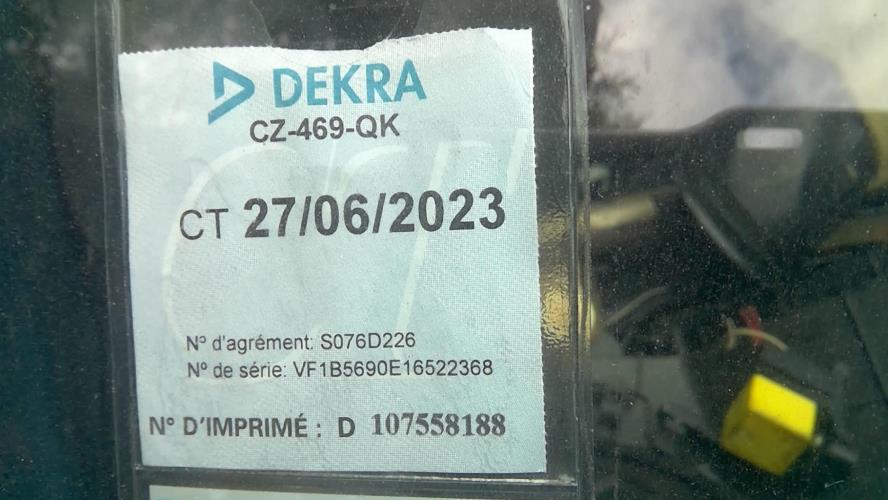 DEKRA
CZ-469-QK
CT 27/06/2023
N° d'agrément: S076D226
N° de série: VF1B5690E16522368
N° D'IMPRIMÉ : D 107558188